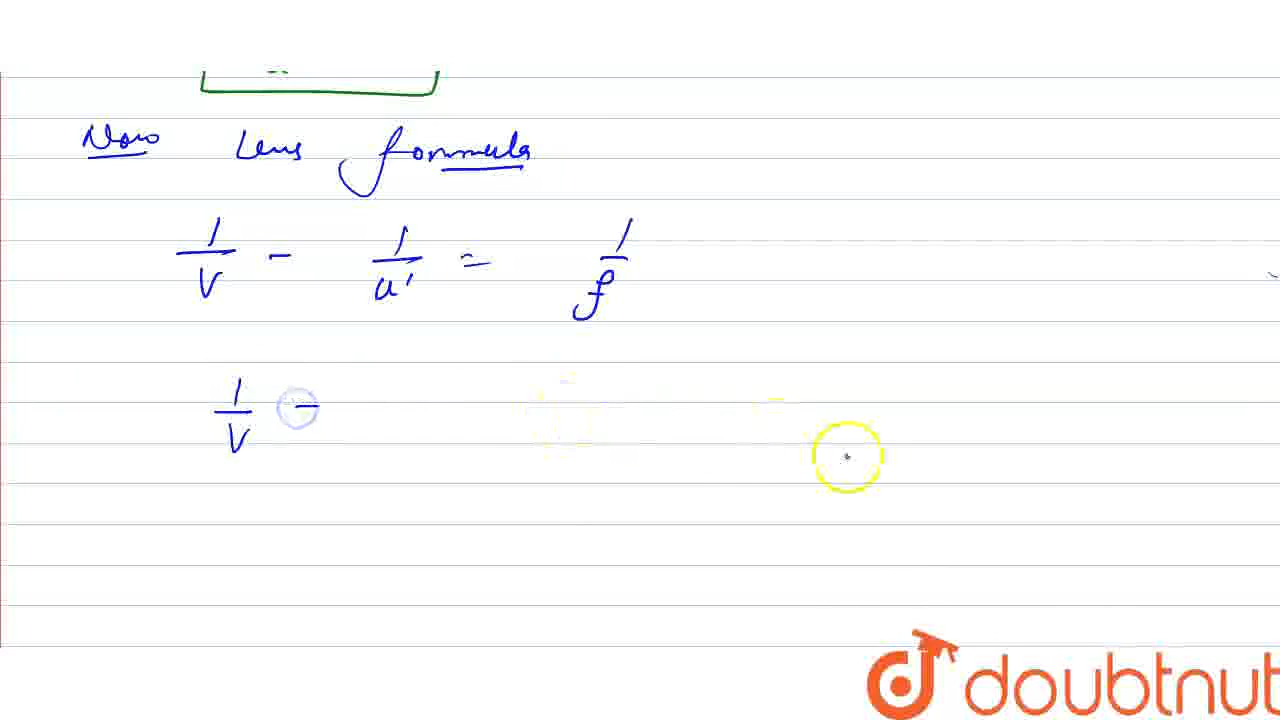 Now Lens formula
1/v - 1/u' = 1/f
1/v -
doubtnut